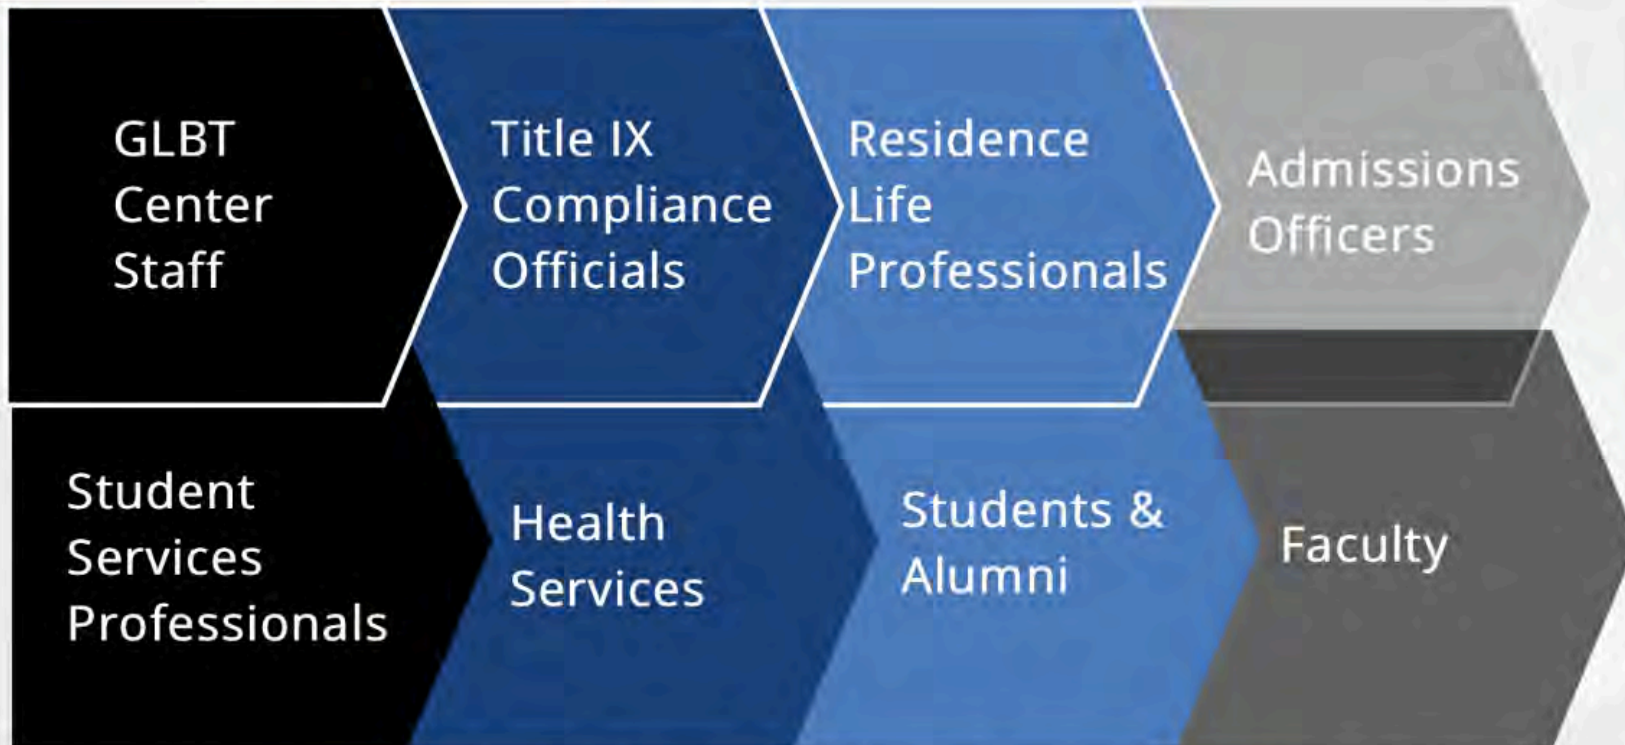 GLBT
Center
Staff
Title IX
Compliance
Officials
Residence
Life
Professionals
Admissions
Officers
Student
Services
Professionals
Health
Services
Students &
Alumni
Faculty